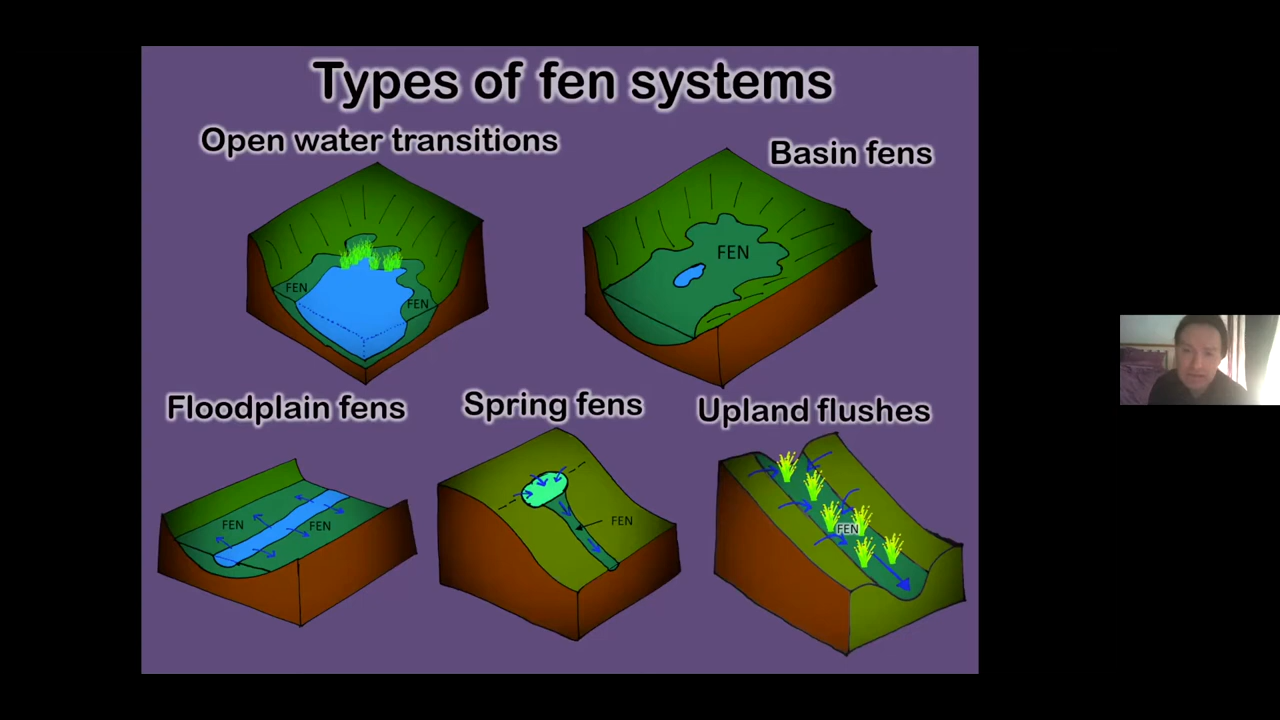 Types of fen systems
Open water transitions
Basin fens
FEN
FEN
FEN
Floodplain fens
Spring fens
Upland flushes
FEN
FEN
FEN
FEN